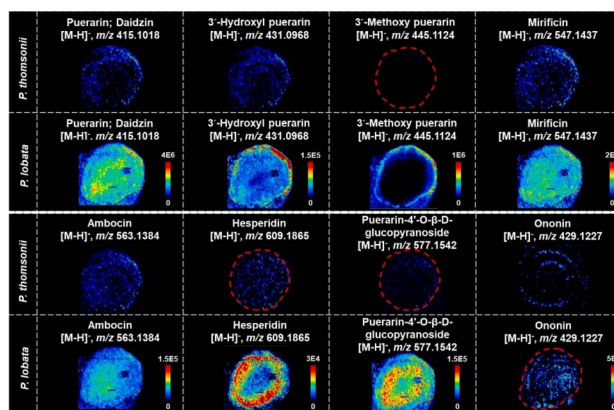 P. thomsonii
Puerarin; Daidzin
[M-H]⁻, m/z 415.1018
3´-Hydroxyl puerarin
[M-H]⁻, m/z 431.0968
3´-Methoxy puerarin
[M-H]⁻, m/z 445.1124
Mirificin
[M-H]⁻, m/z 547.1437
P. lobata
Puerarin; Daidzin
[M-H]⁻, m/z 415.1018
4E6
0
3´-Hydroxyl puerarin
[M-H]⁻, m/z 431.0968
1.5E5
0
3´-Methoxy puerarin
[M-H]⁻, m/z 445.1124
1E6
0
Mirificin
[M-H]⁻, m/z 547.1437
0
P. thomsonii
Ambocin
[M-H]⁻, m/z 563.1384
Hesperidin
[M-H]⁻, m/z 609.1865
Puerarin-4'-O-β-D-
glucopyranoside
[M-H]⁻, m/z 577.1542
Ononin
[M-H]⁻, m/z 429.1227
P. lobata
Ambocin
[M-H]⁻, m/z 563.1384
1.5E5
0
Hesperidin
[M-H]⁻, m/z 609.1865
3E4
0
Puerarin-4'-O-β-D-
glucopyranoside
[M-H]⁻, m/z 577.1542
1.5E5
0
Ononin
[M-H]⁻, m/z 429.1227
0